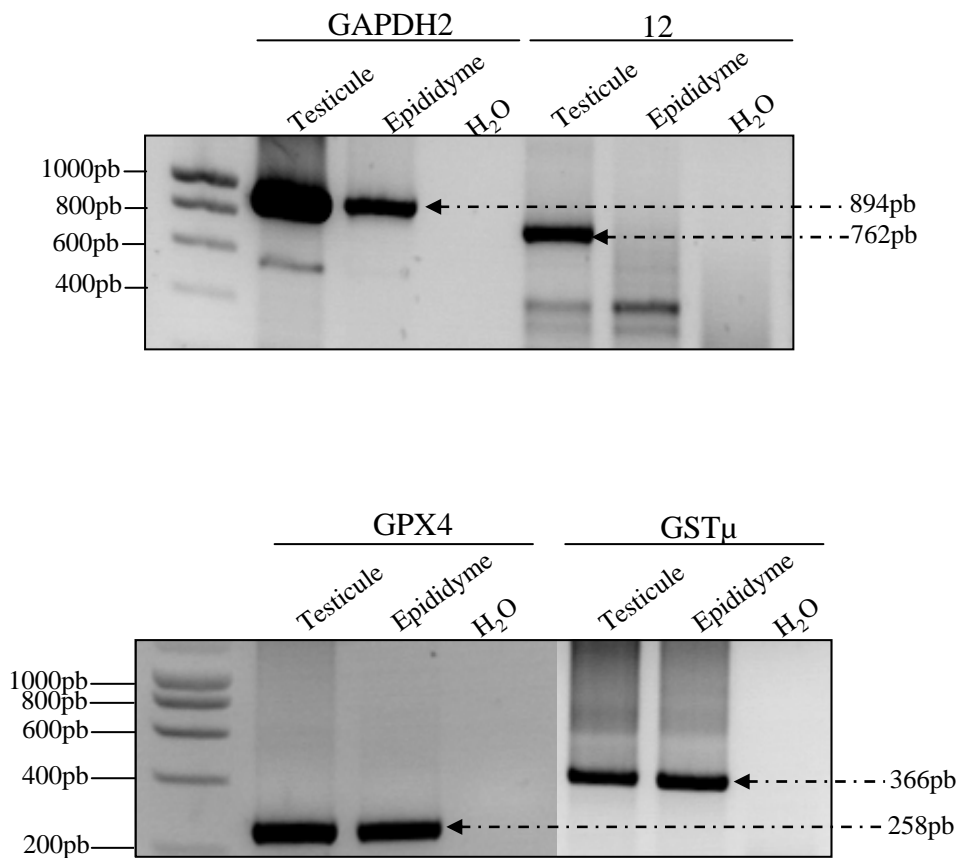 GAPDH2 12
Testicule Epididyme H₂O Testicule Epididyme H₂O
1000pb
800pb
600pb
400pb
894pb
762pb
GPX4 GSTµ
Testicule Epididyme H₂O Testicule Epididyme H₂O
1000pb
800pb
600pb
400pb
200pb
366pb
258pb